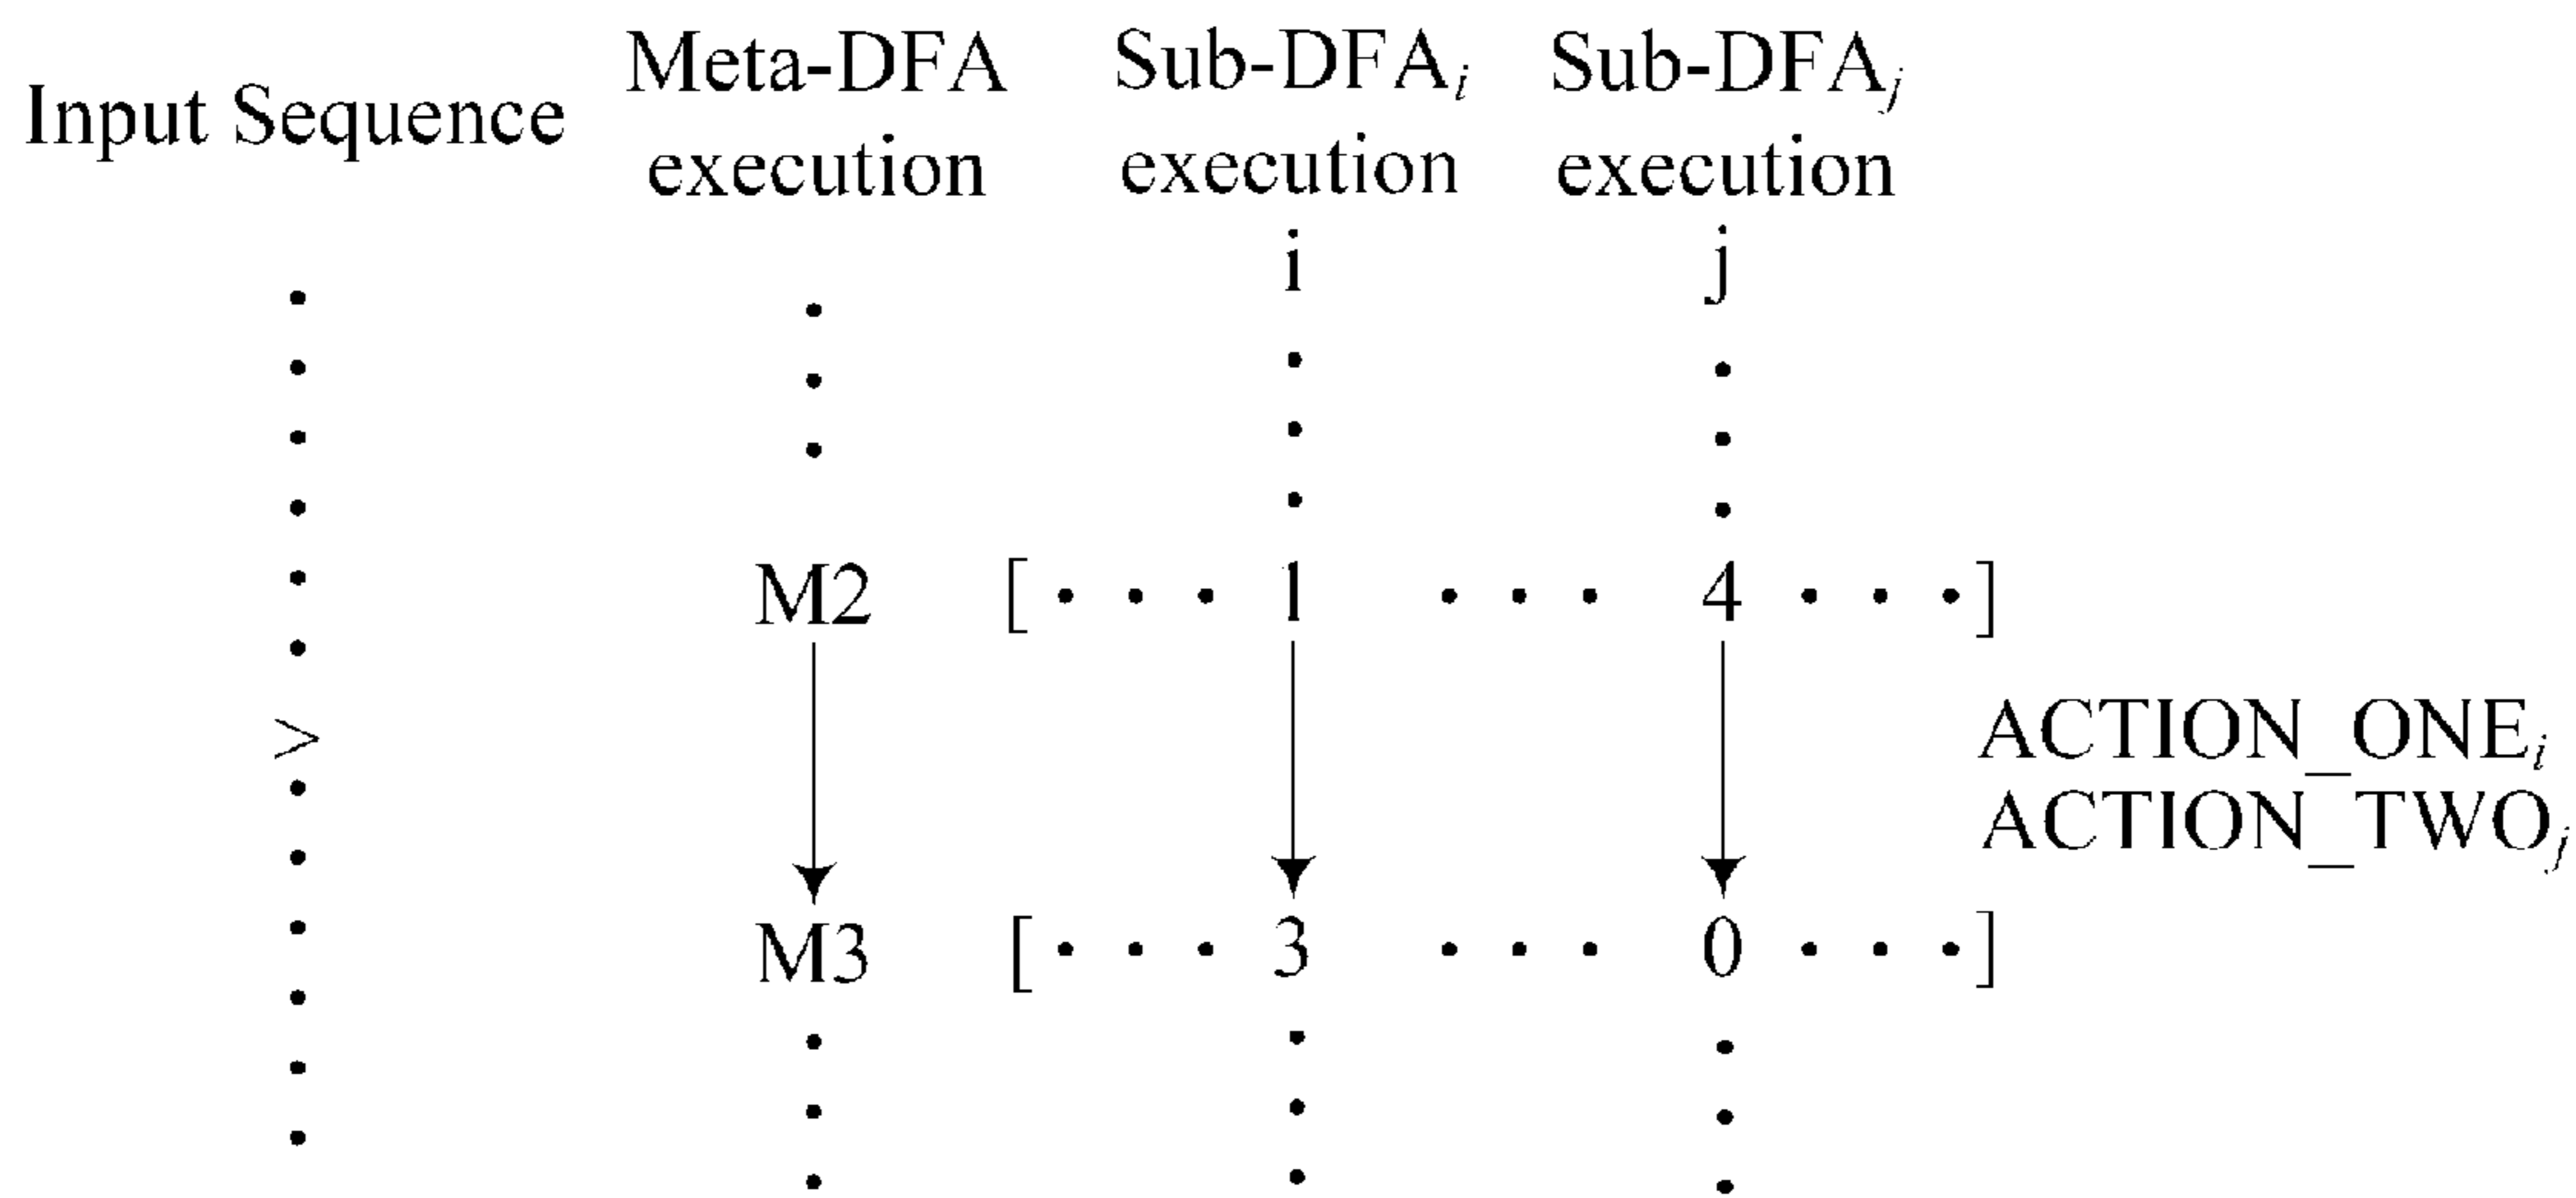 Input Sequence
Meta-DFA
execution
Sub-DFAi
execution
i
Sub-DFAj
execution
j
M2 [· · · 1 · · · 4 · · ·]
>
ACTION_ONEi
ACTION_TWOj
M3 [· · · 3 · · · 0 · · ·]